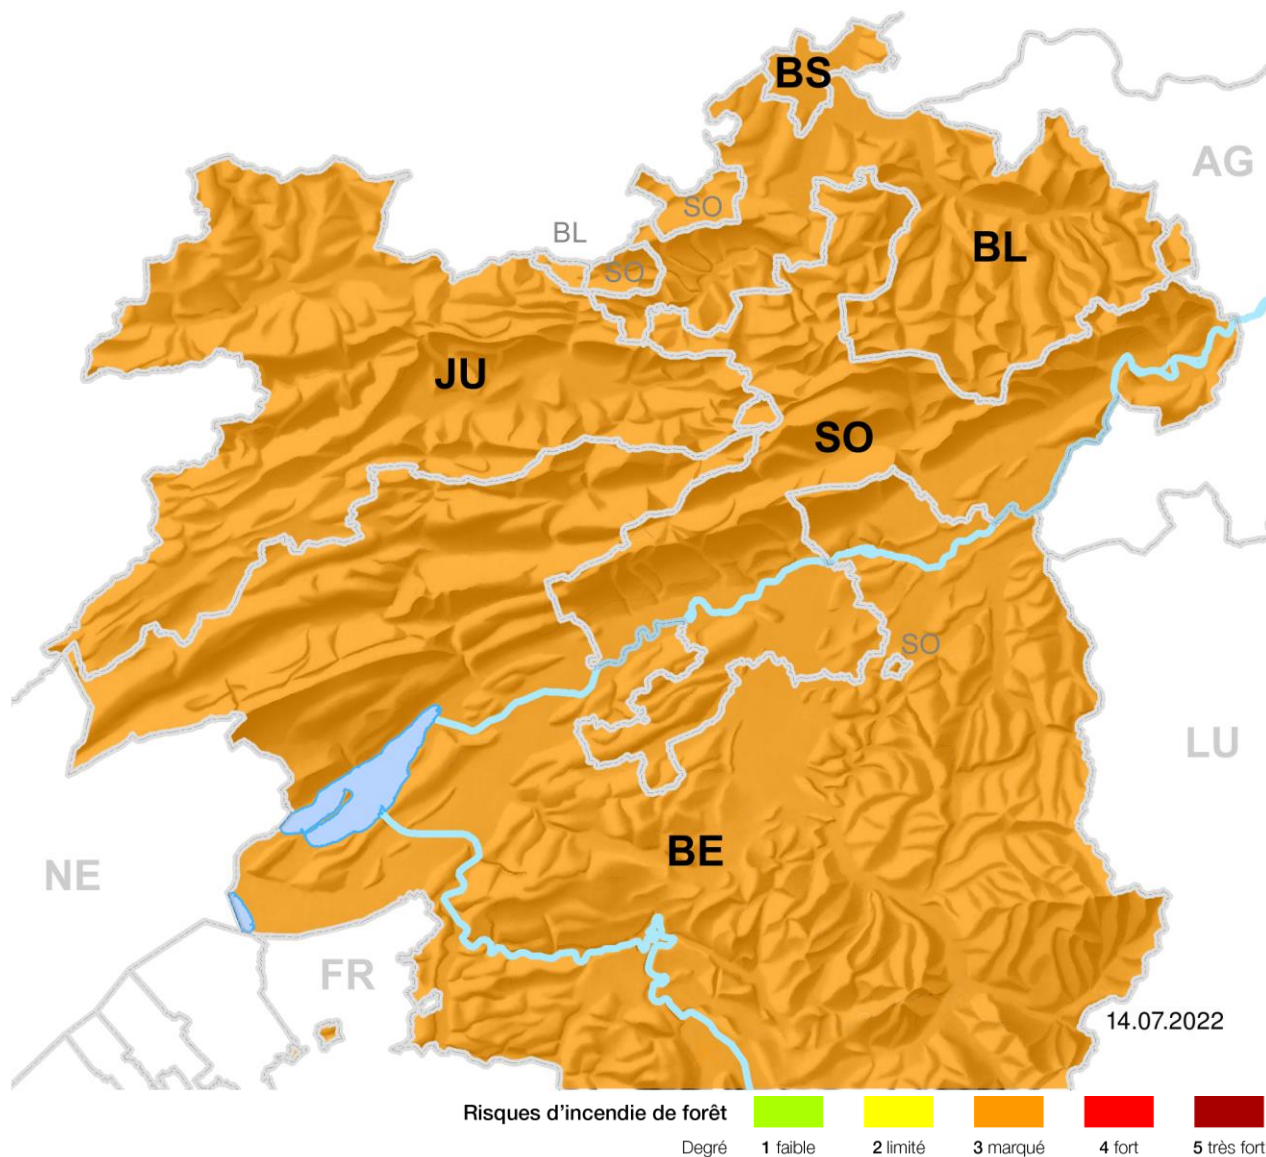 BS
AG
SO
BL
BL
SO
JU
SO
SO
LU
BE
NE
FR
14.07.2022
Risques d'incendie de forêt
Degré 1 faible 2 limité 3 marqué 4 fort 5 très fort